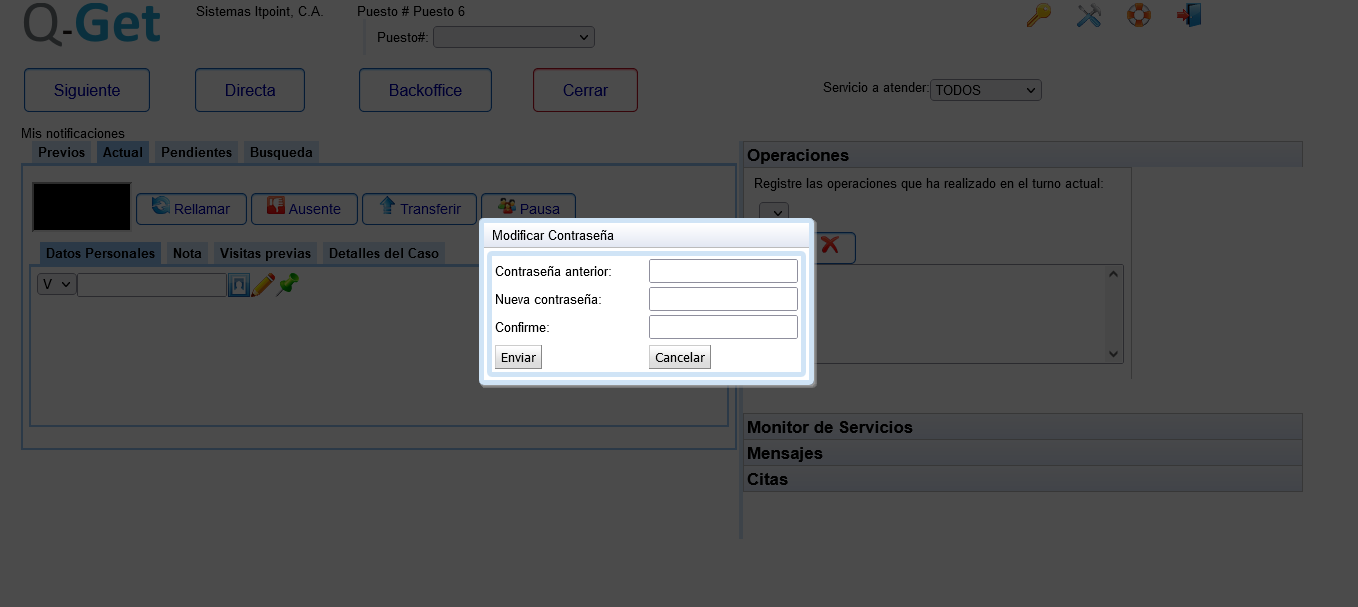 Q-Get
Sistemas Itpoint, C.A. Puesto # Puesto 6
Puesto#:
Siguiente Directa Backoffice Cerrar
Servicio a atender: TODOS
Mis notificaciones
Previos Actual Pendientes Busqueda
Rellamar Ausente Transferir Pausa
Datos Personales Nota Visitas previas Detalles del Caso
V
Operaciones
Registre las operaciones que ha realizado en el turno actual:
Modificar Contraseña
Contraseña anterior:
Nueva contraseña:
Confirme:
Enviar Cancelar
Monitor de Servicios
Mensajes
Citas